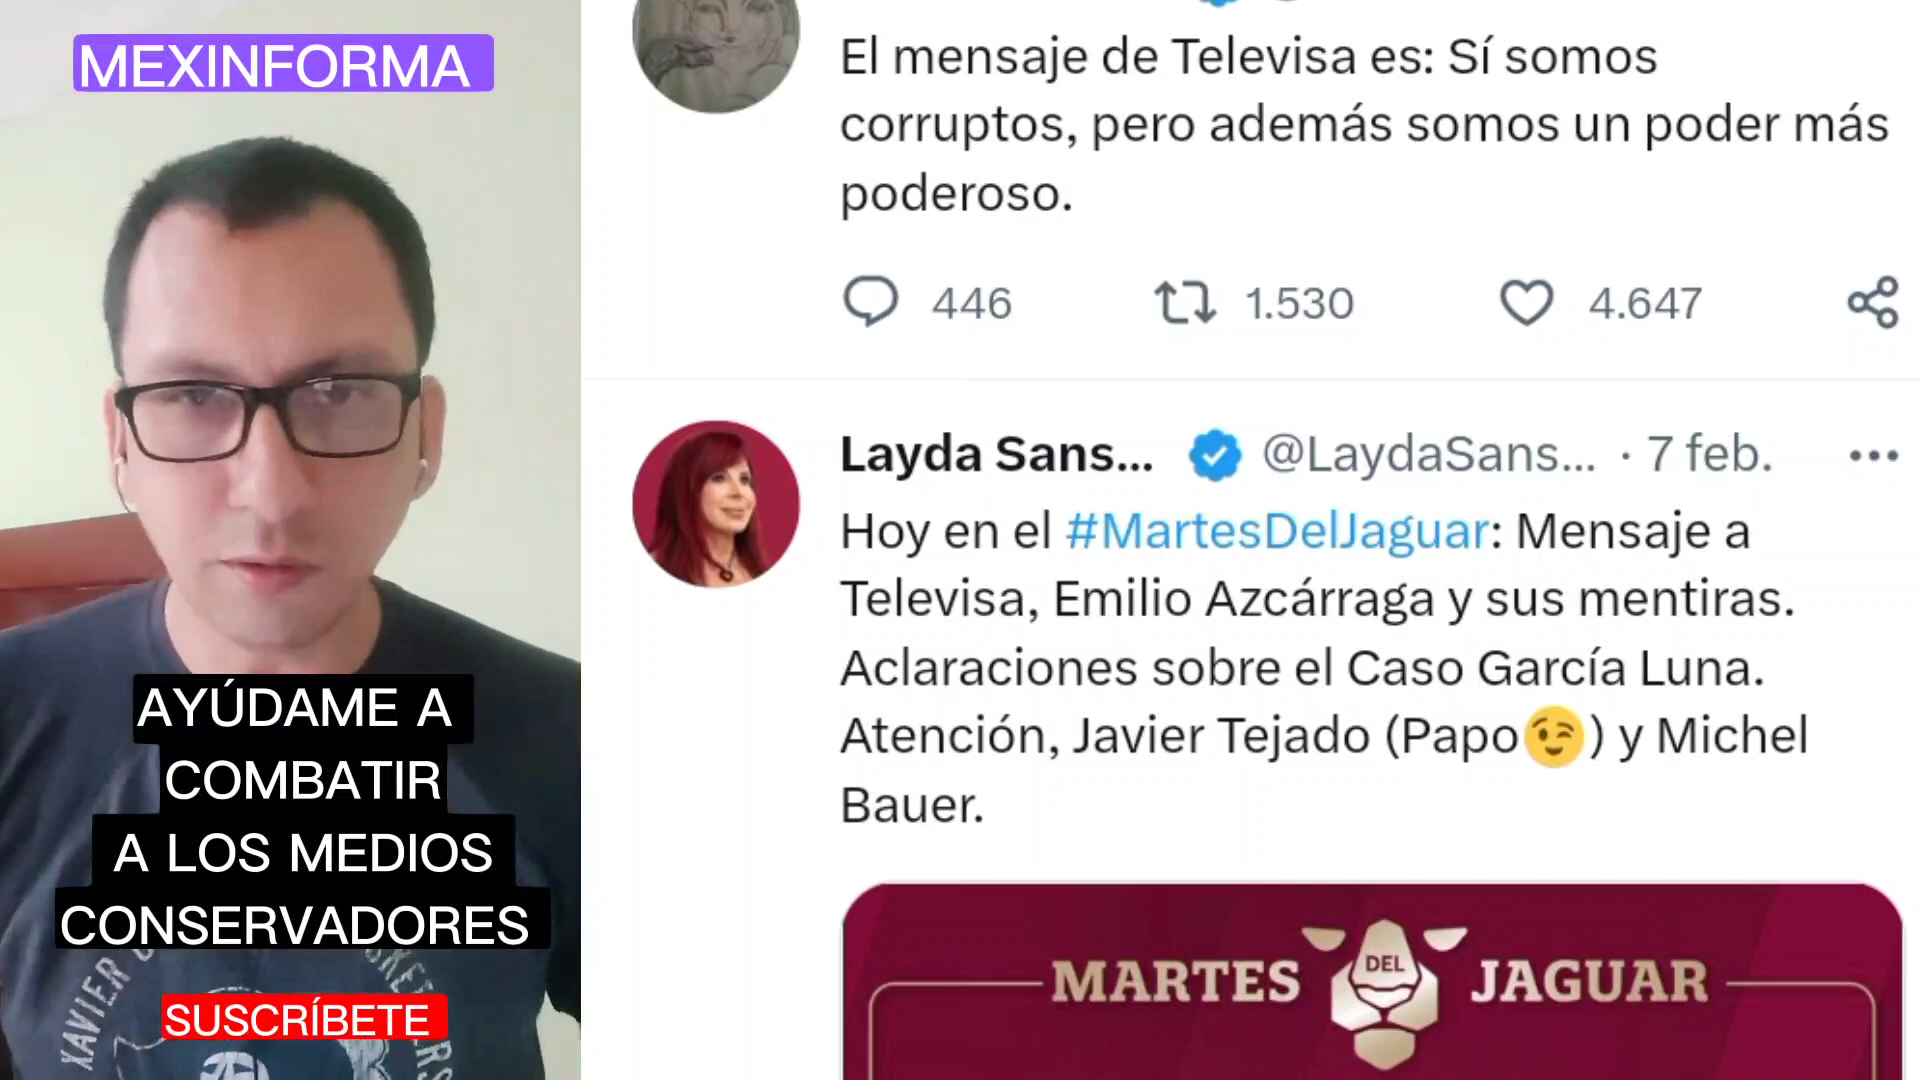 MEXINFORMA
AYÚDAME A
COMBATIR
A LOS MEDIOS
CONSERVADORES
SUSCRÍBETE
XAVIER
El mensaje de Televisa es: Sí somos
corruptos, pero además somos un poder más
poderoso.
446 1.530 4.647
Layda Sans... @LaydaSans... · 7 feb. ...
Hoy en el #MartesDelJaguar: Mensaje a
Televisa, Emilio Azcárraga y sus mentiras.
Aclaraciones sobre el Caso García Luna.
Atención, Javier Tejado (Papo😉) y Michel
Bauer.
MARTES DEL JAGUAR